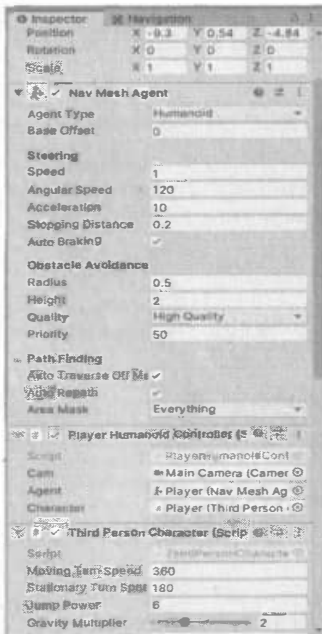 Inspector Navigation
Position X -9.3 Y 0.54 Z -4.84
Rotation X 0 Y 0 Z 0
Scale X 1 Y 1 Z 1
Nav Mesh Agent
Agent Type Humanoid
Base Offset 0
Steering
Speed 1
Angular Speed 120
Acceleration 10
Stopping Distance 0.2
Auto Braking
Obstacle Avoidance
Radius 0.5
Height 2
Quality High Quality
Priority 50
Path Finding
Auto Traverse Off Me
Auto Repath
Area Mask Everything
Player Humanoid Controller (S
Script PlayerHumanoidCont
Cam Main Camera (Camer
Agent Player (Nav Mesh Ag
Character Player (Third Person
Third Person Character (Scrip
Script ThirdPersonCharacte
Moving Turn Speed 360
Stationary Turn Spee 180
Jump Power 6
Gravity Multiplier 2